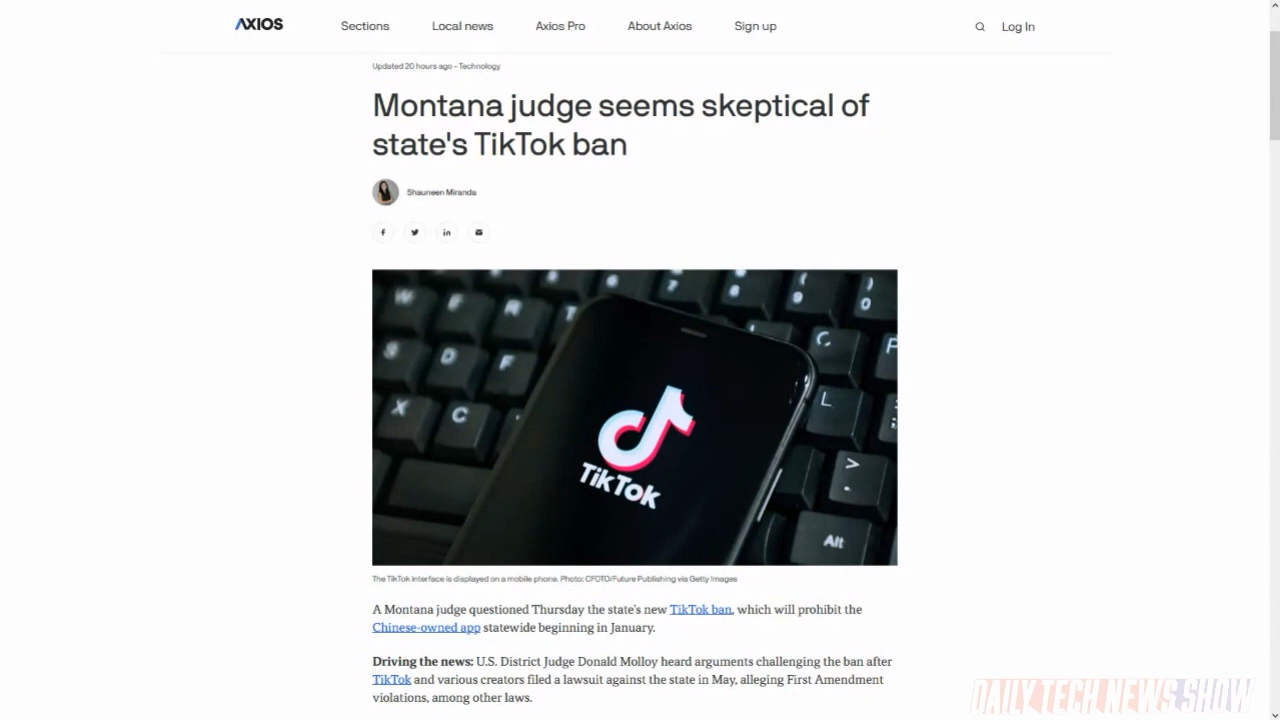 AXIOS
Sections
Local news
Axios Pro
About Axios
Sign up
Log In
Updated 20 hours ago - Technology
Montana judge seems skeptical of
state's TikTok ban
Shauneen Miranda
7
8
9
0
W
F
R
T
S
D
F
X
C
C
P
L
>
.
Alt
TikTok
The TikTok interface is displayed on a mobile phone. Photo: CFOTO/Future Publishing via Getty Images
A Montana judge questioned Thursday the state's new TikTok ban, which will prohibit the
Chinese-owned app statewide beginning in January.
Driving the news: U.S. District Judge Donald Molloy heard arguments challenging the ban after
TikTok and various creators filed a lawsuit against the state in May, alleging First Amendment
violations, among other laws.
DAILY TECH NEWS SHOW